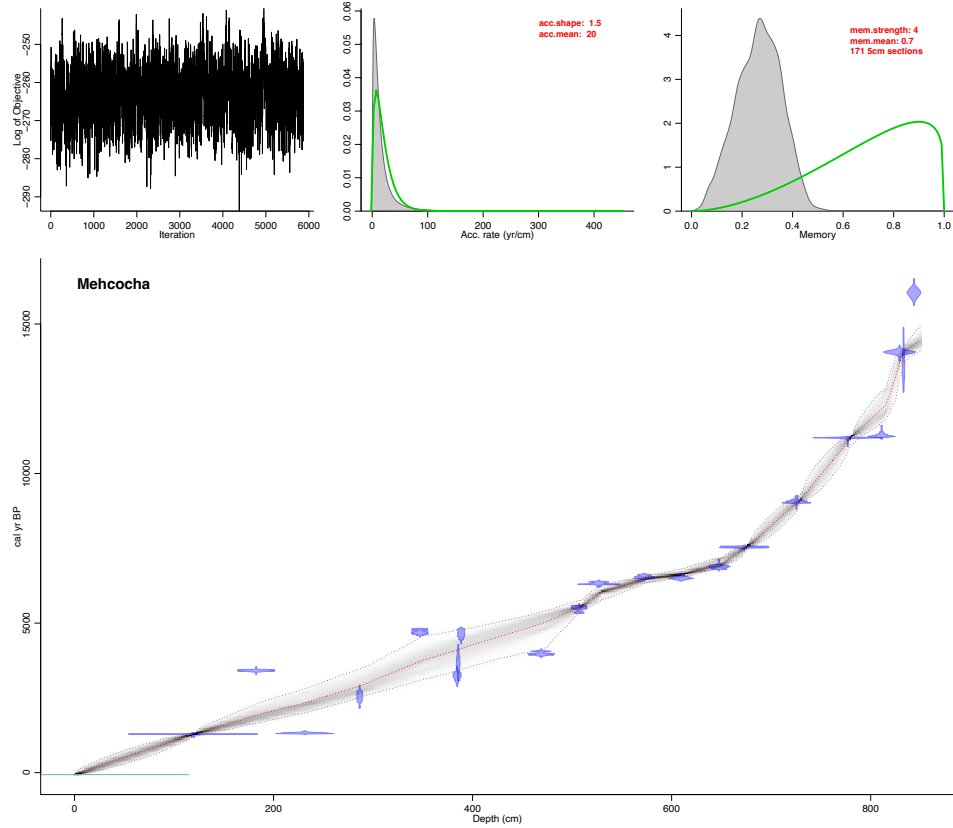 Log of Objective
−250
−260
−270
−280
−290
0 1000 2000 3000 4000 5000 6000
Iteration
acc.shape: 1.5
acc.mean: 20
0.06
0.05
0.04
0.03
0.02
0.01
0.00
0 100 200 300 400
Acc. rate (yr/cm)
mem.strength: 4
mem.mean: 0.7
171 5cm sections
4
3
2
1
0
0.0 0.2 0.4 0.6 0.8 1.0
Memory
Mehcocha
cal yr BP
15000
10000
5000
0
0 200 400 600 800
Depth (cm)